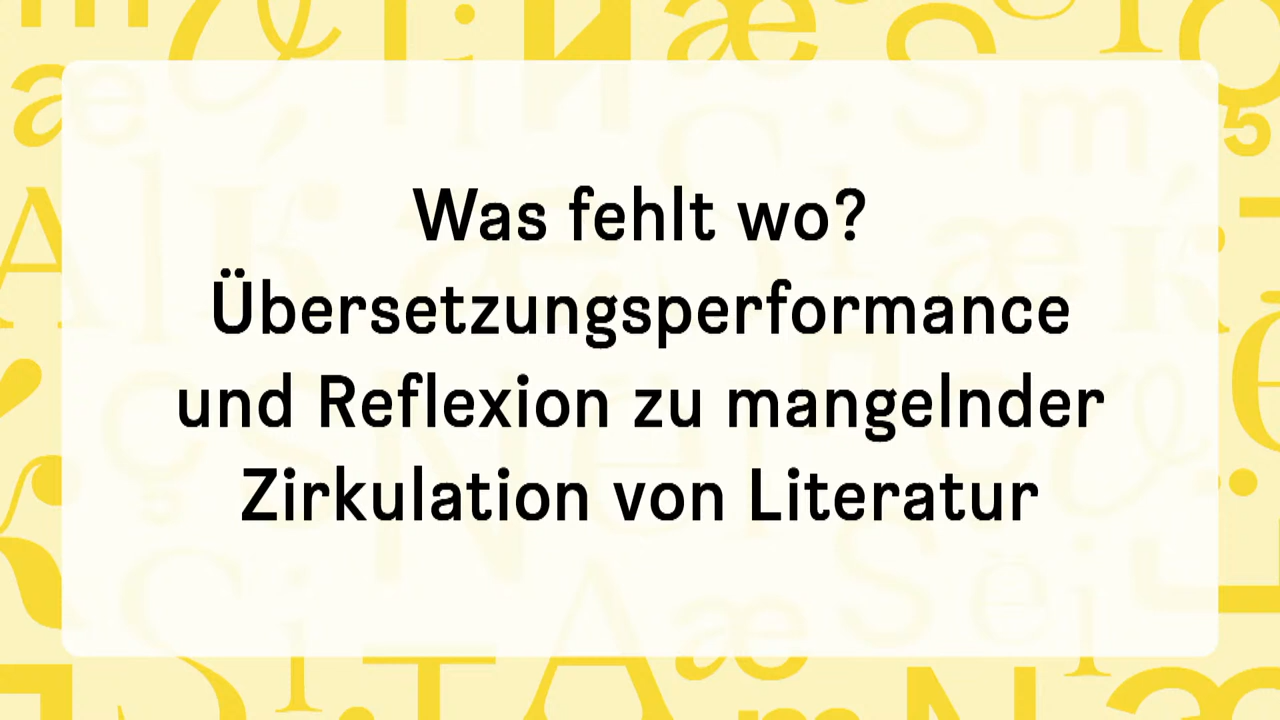 Was fehlt wo?
Übersetzungsperformance
und Reflexion zu mangelnder
Zirkulation von Literatur